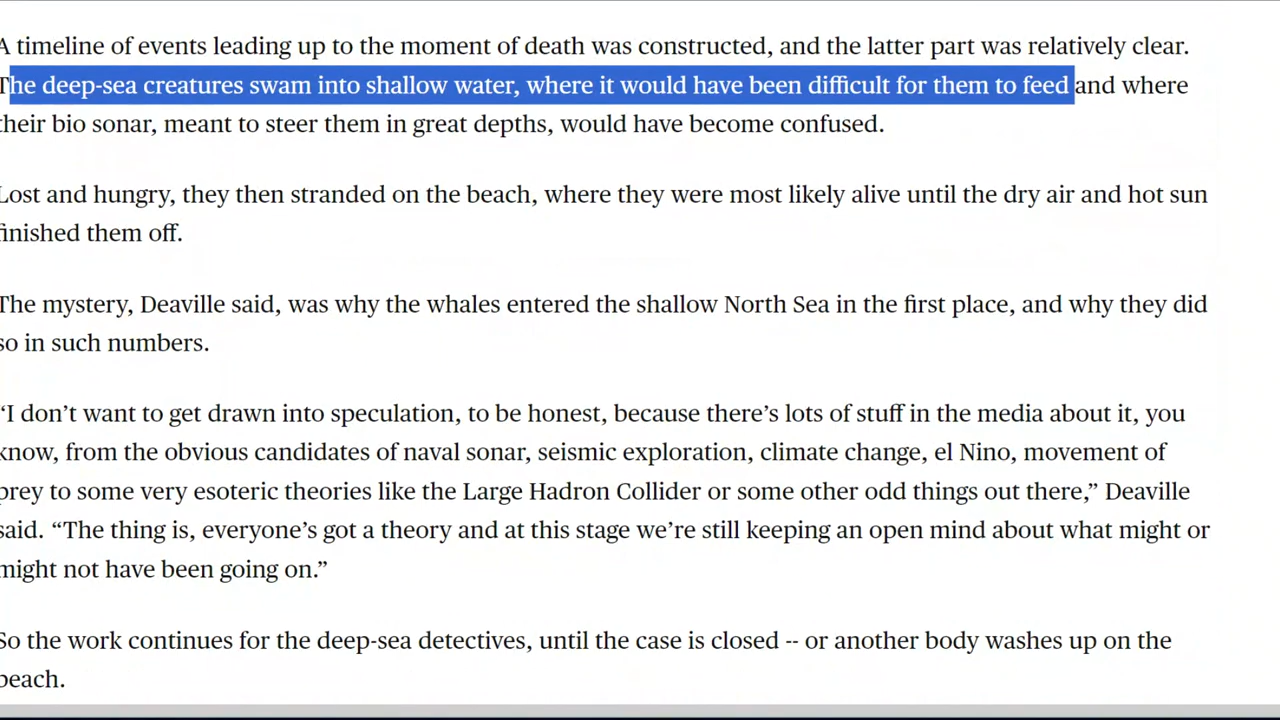 A timeline of events leading up to the moment of death was constructed, and the latter part was relatively clear.
The deep-sea creatures swam into shallow water, where it would have been difficult for them to feed and where
their bio sonar, meant to steer them in great depths, would have become confused.
Lost and hungry, they then stranded on the beach, where they were most likely alive until the dry air and hot sun
finished them off.
The mystery, Deaville said, was why the whales entered the shallow North Sea in the first place, and why they did
so in such numbers.
“I don’t want to get drawn into speculation, to be honest, because there’s lots of stuff in the media about it, you
know, from the obvious candidates of naval sonar, seismic exploration, climate change, el Nino, movement of
prey to some very esoteric theories like the Large Hadron Collider or some other odd things out there,” Deaville
said. “The thing is, everyone’s got a theory and at this stage we’re still keeping an open mind about what might or
might not have been going on.”
So the work continues for the deep-sea detectives, until the case is closed -- or another body washes up on the
beach.